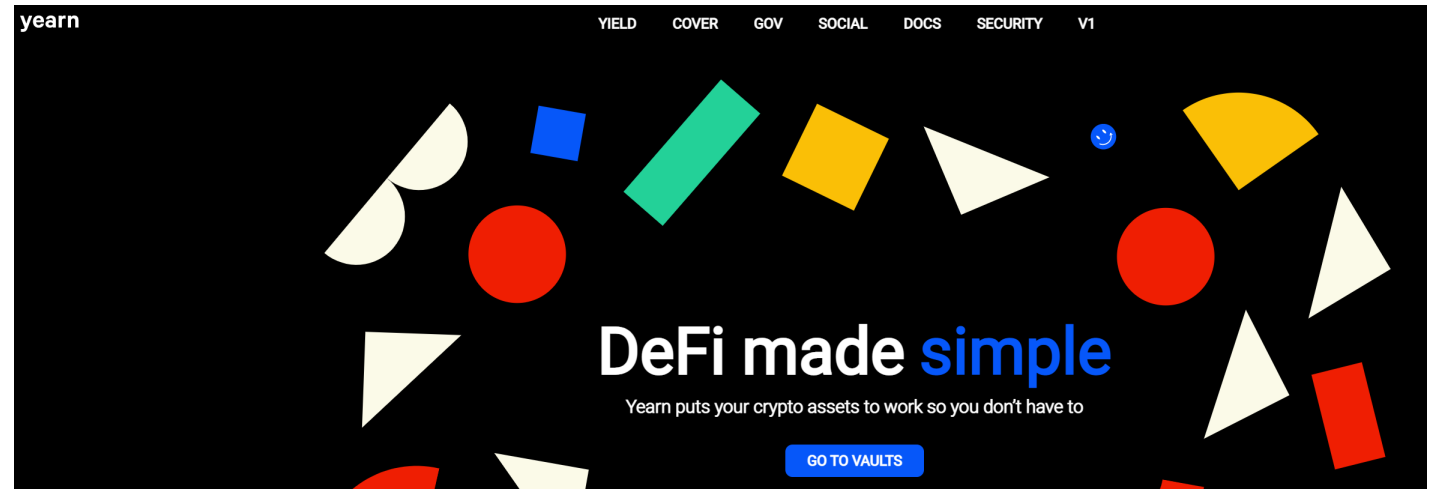 yearn
YIELD COVER GOV SOCIAL DOCS SECURITY V1
DeFi made simple
Yearn puts your crypto assets to work so you don’t have to
GO TO VAULTS